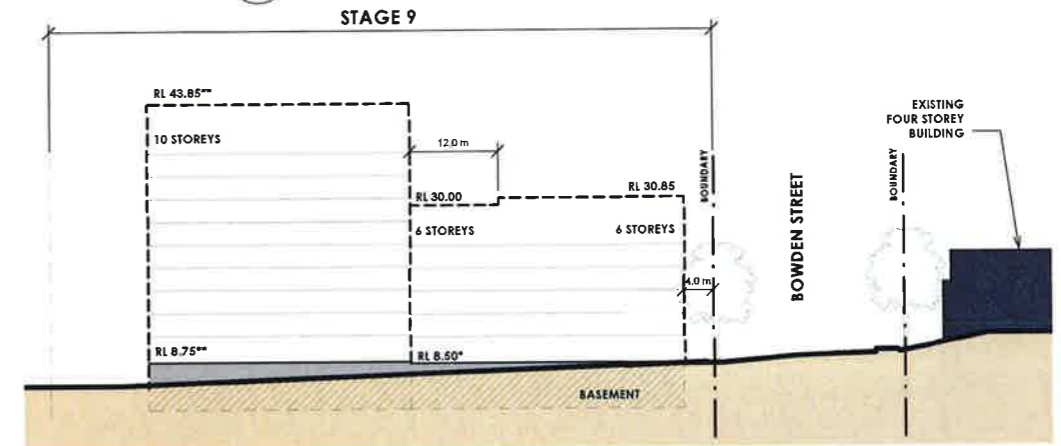 STAGE 9
RL 43.85**
10 STOREYS
12.0 m
RL 30.00
RL 30.85
6 STOREYS
6 STOREYS
4.0 m
BOUNDARY
BOWDEN STREET
BOUNDARY
EXISTING
FOUR STOREY
BUILDING
RL 8.75**
RL 8.50*
BASEMENT